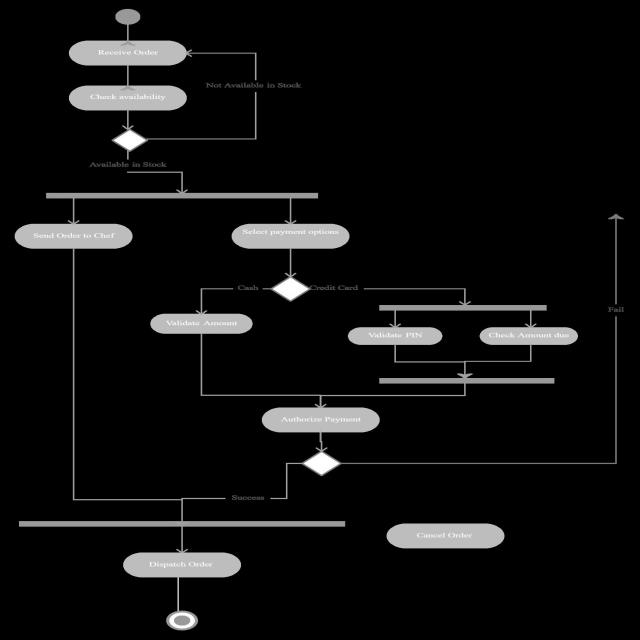 Receive Order
Not Available in Stock
Check availability
Available in Stock
Send Order to Chef
Select payment options
Cash
Credit Card
Fail
Validate Amount
Validate PIN
Check Amount due
Authorize Payment
Success
Cancel Order
Dispatch Order